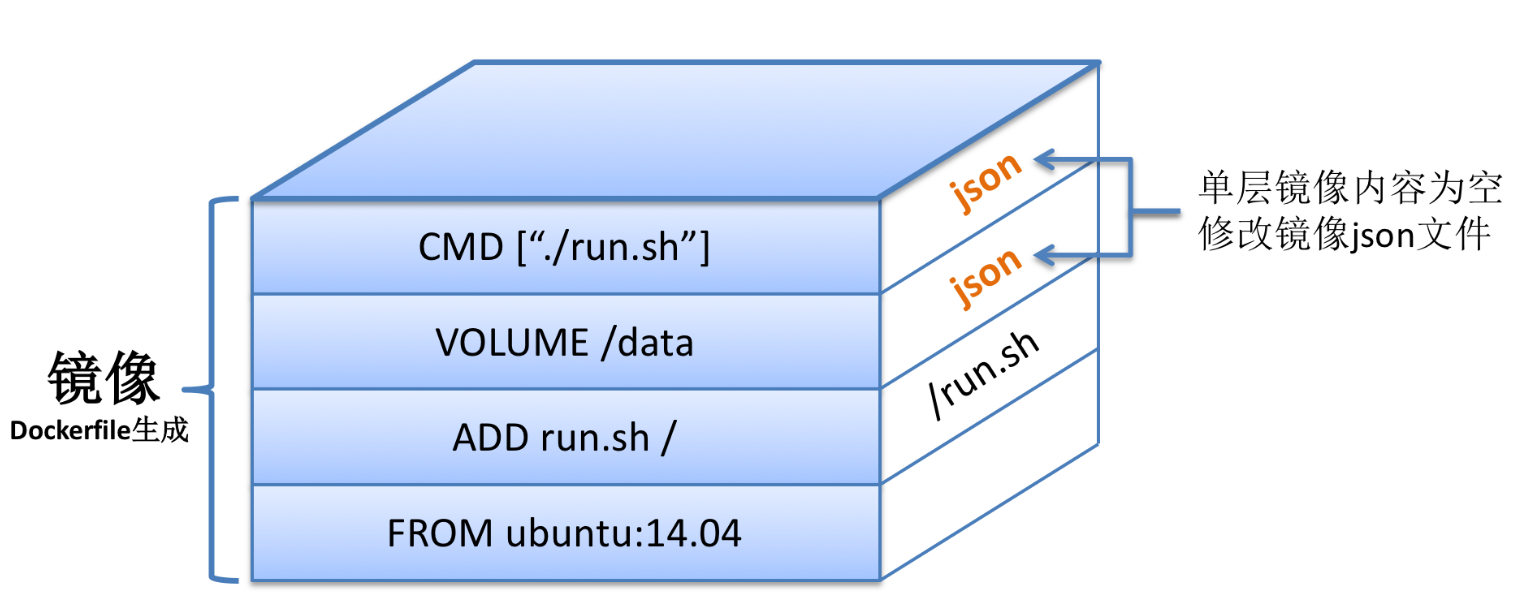 json
单层镜像内容为空
修改镜像json文件
CMD [“./run.sh”]
json
VOLUME /data
/run.sh
镜像
Dockerfile生成
ADD run.sh /
FROM ubuntu:14.04